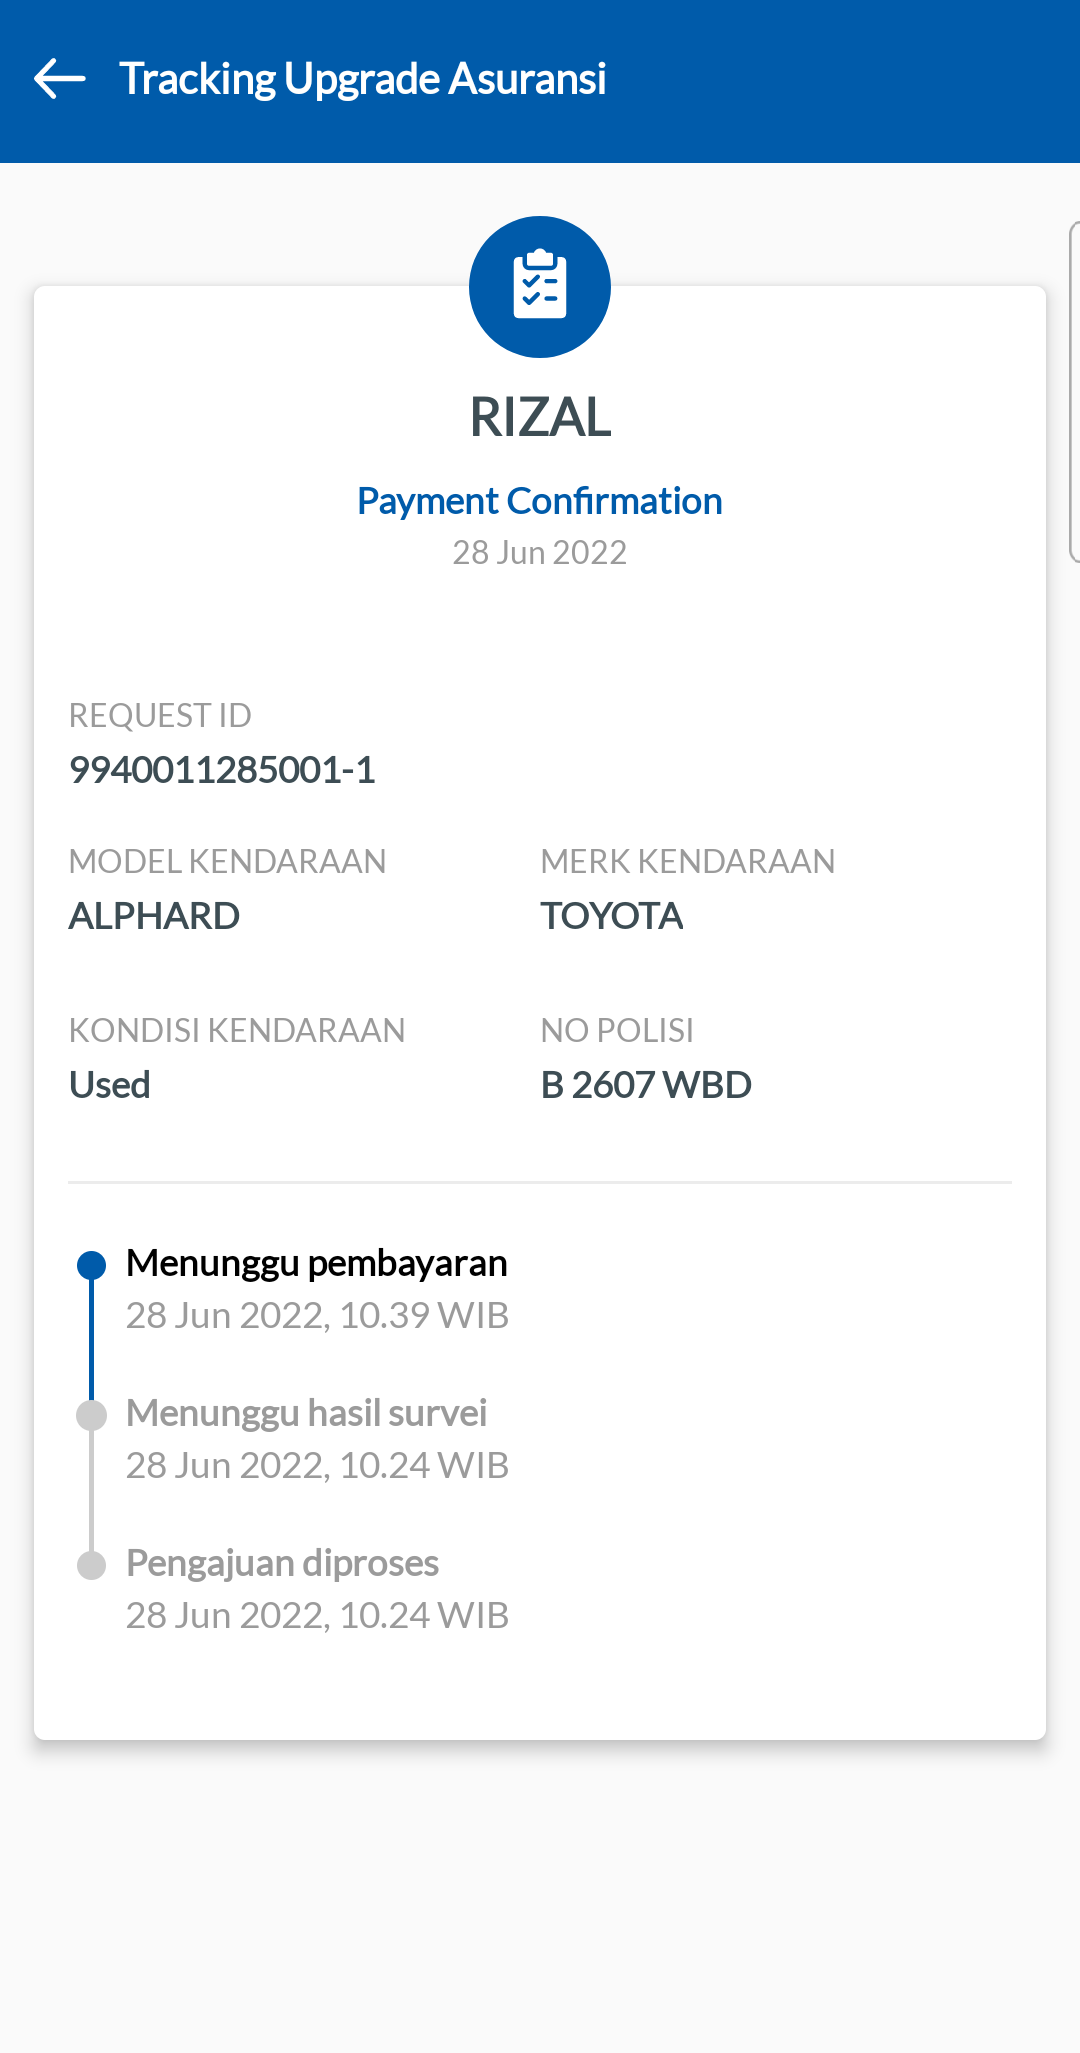 Tracking Upgrade Asuransi
RIZAL
Payment Confirmation
28 Jun 2022
REQUEST ID
9940011285001-1
MODEL KENDARAAN
ALPHARD
MERK KENDARAAN
TOYOTA
KONDISI KENDARAAN
Used
NO POLISI
B 2607 WBD
Menunggu pembayaran
28 Jun 2022, 10.39 WIB
Menunggu hasil survei
28 Jun 2022, 10.24 WIB
Pengajuan diproses
28 Jun 2022, 10.24 WIB